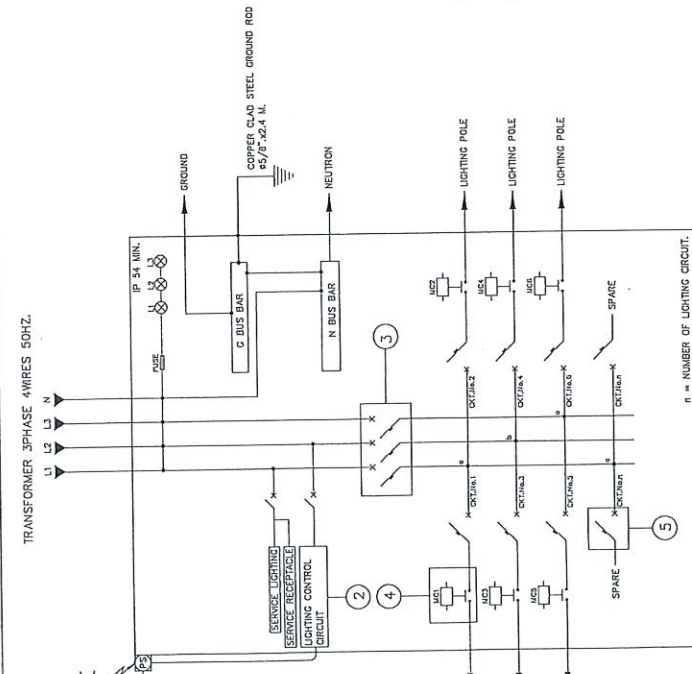 TRANSFORMER 3PHASE 4WIRES 50HZ.
L1
L2
L3
N
IP 54 MIN.
FUSE
L1
L2
L3
GROUND
COPPER CLAD STEEL GROUND ROD
ø5/8".x2.4 M.
G BUS BAR
N BUS BAR
NEUTRON
PS
SERVICE LIGHTING
SERVICE RECEPTACLE
LIGHTING CONTROL
CIRCUIT
2
3
4
5
MC1
CKT.No.1
a
CKT.No.2
MC2
LIGHTING POLE
MC3
CKT.No.3
b
CKT.No.4
MC4
LIGHTING POLE
MC5
CKT.No.5
CKT.No.6
MC6
LIGHTING POLE
SPARE
CKT.No.n
CKT.No.n
SPARE
n = NUMBER OF LIGHTING CIRCUIT.